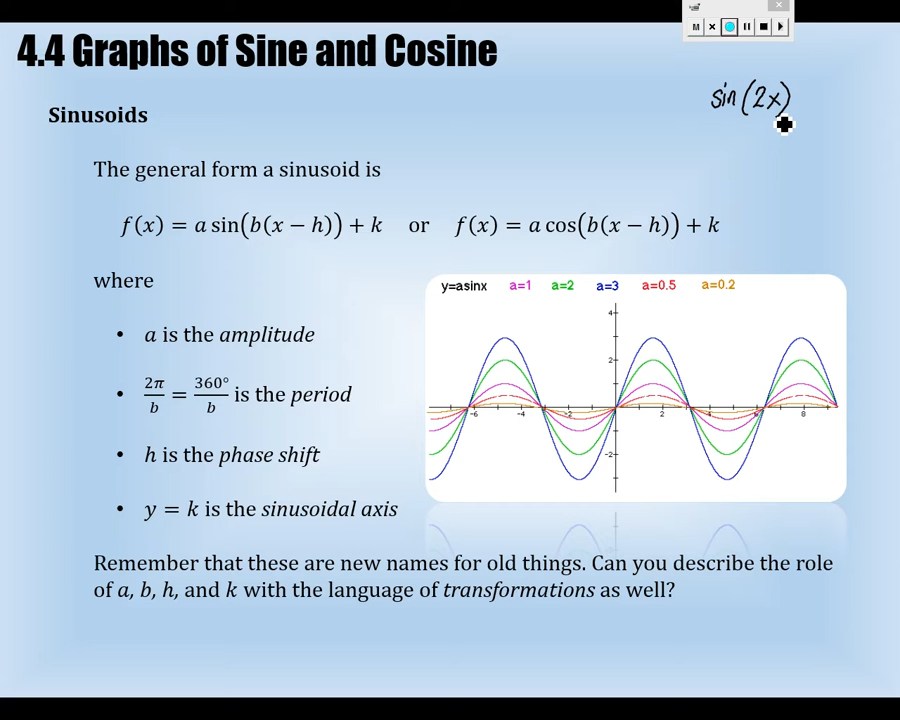 4.4 Graphs of Sine and Cosine
M
sin(2x)
Sinusoids
The general form a sinusoid is
f(x) = a sin(b(x − h)) + k or f(x) = a cos(b(x − h)) + k
where
y=asinx a=1 a=2 a=3 a=0.5 a=0.2
• a is the amplitude
• 2π/b = 360°/b is the period
• h is the phase shift
• y = k is the sinusoidal axis
4
2
-2
-6 -4 -2 2 4 6 8
Remember that these are new names for old things. Can you describe the role
of a, b, h, and k with the language of transformations as well?